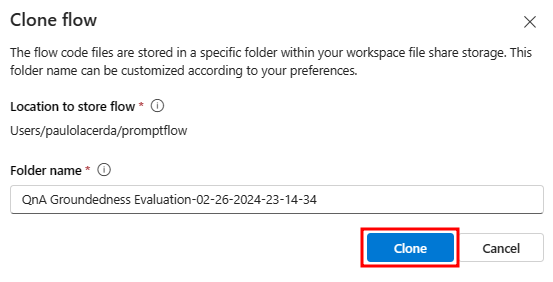 Clone flow
The flow code files are stored in a specific folder within your workspace file share storage. This
folder name can be customized according to your preferences.
Location to store flow *
Users/paulolacerda/promptflow
Folder name *
QnA Groundedness Evaluation-02-26-2024-23-14-34
Clone Cancel